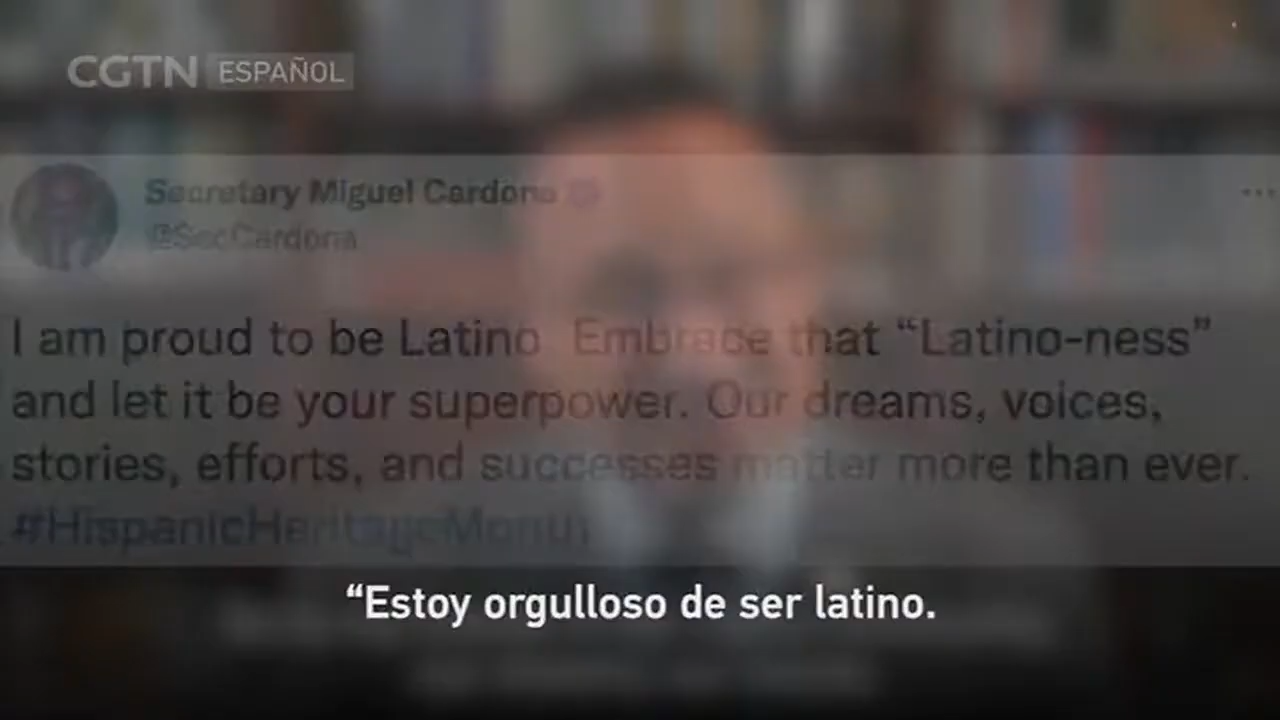 CGTN ESPAÑOL
Secretary Miguel Cardona
@SecCardona
I am proud to be Latino. Embrace that “Latino-ness”
and let it be your superpower. Our dreams, voices,
stories, efforts, and successes matter more than ever.
#HispanicHeritageMonth
“Estoy orgulloso de ser latino.